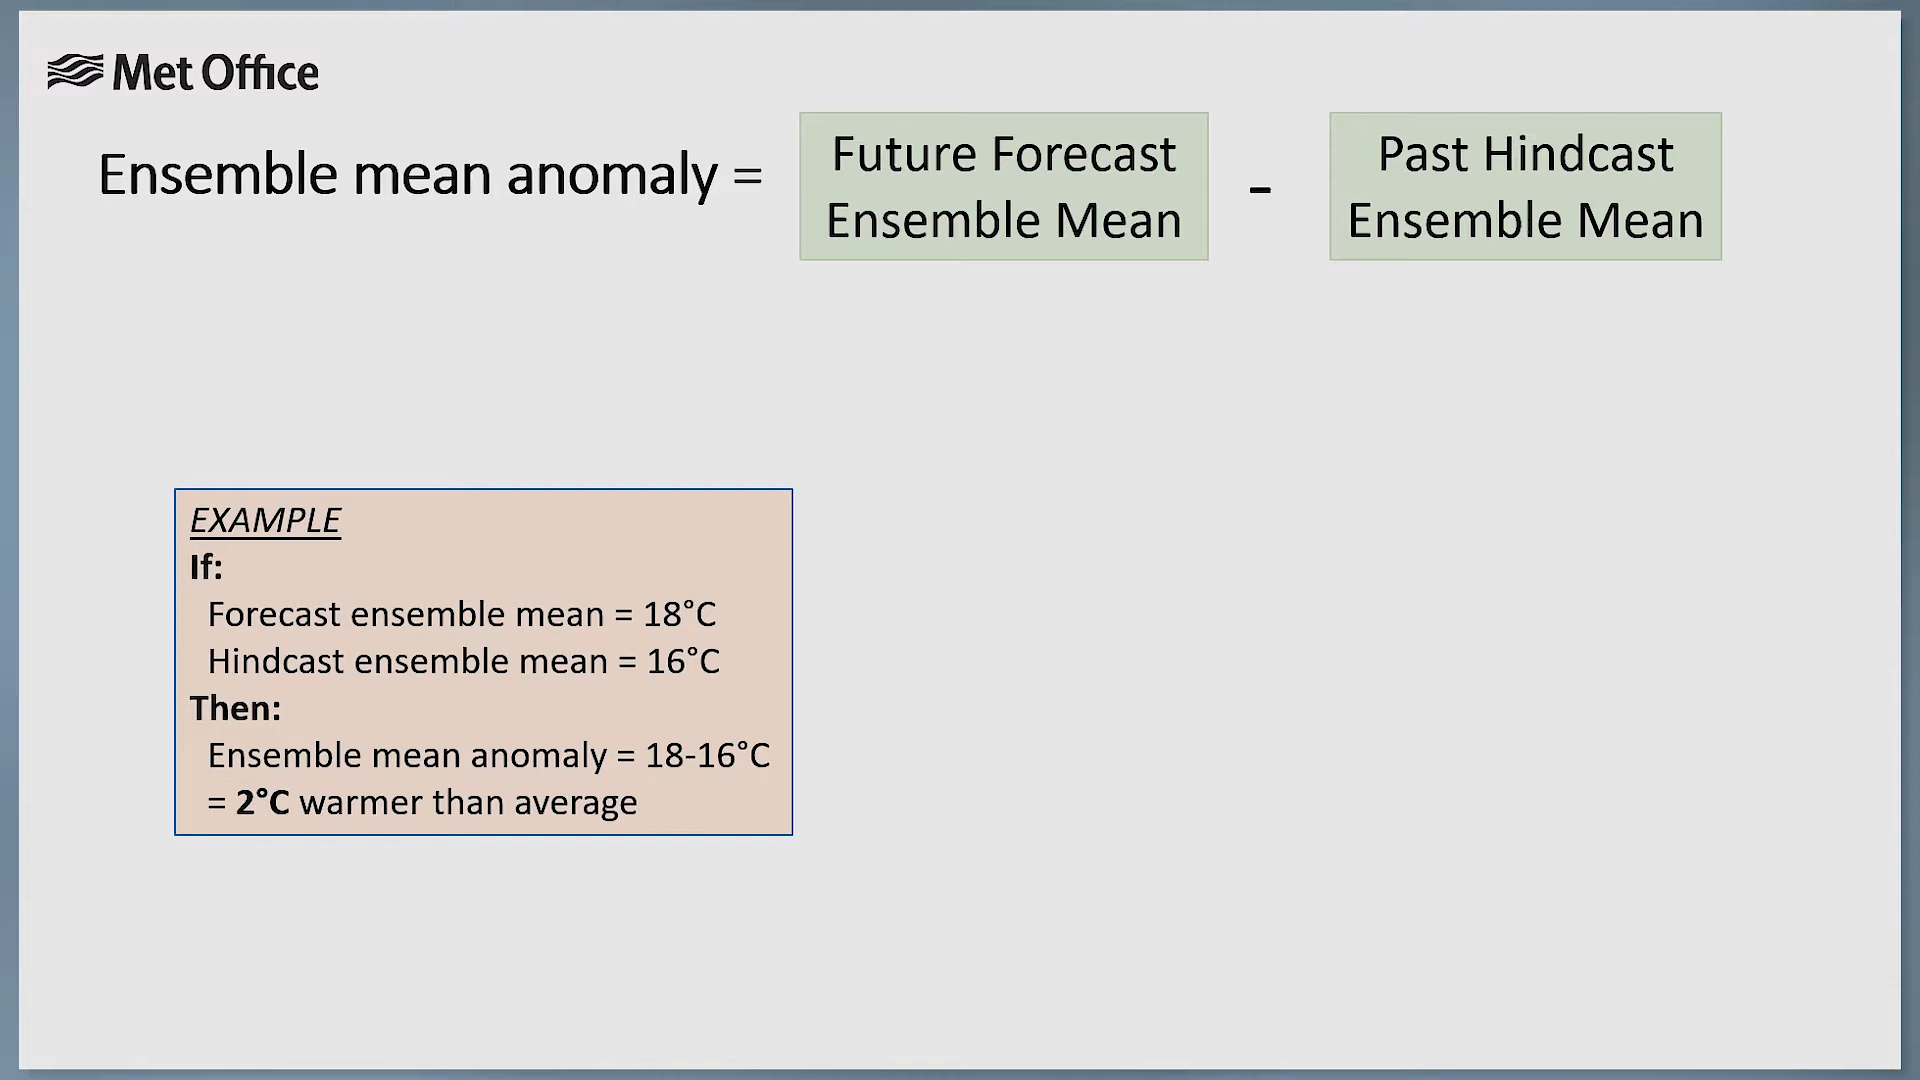 Met Office
Ensemble mean anomaly =
Future Forecast
Ensemble Mean
-
Past Hindcast
Ensemble Mean
EXAMPLE
If:
Forecast ensemble mean = 18°C
Hindcast ensemble mean = 16°C
Then:
Ensemble mean anomaly = 18-16°C
= 2°C warmer than average